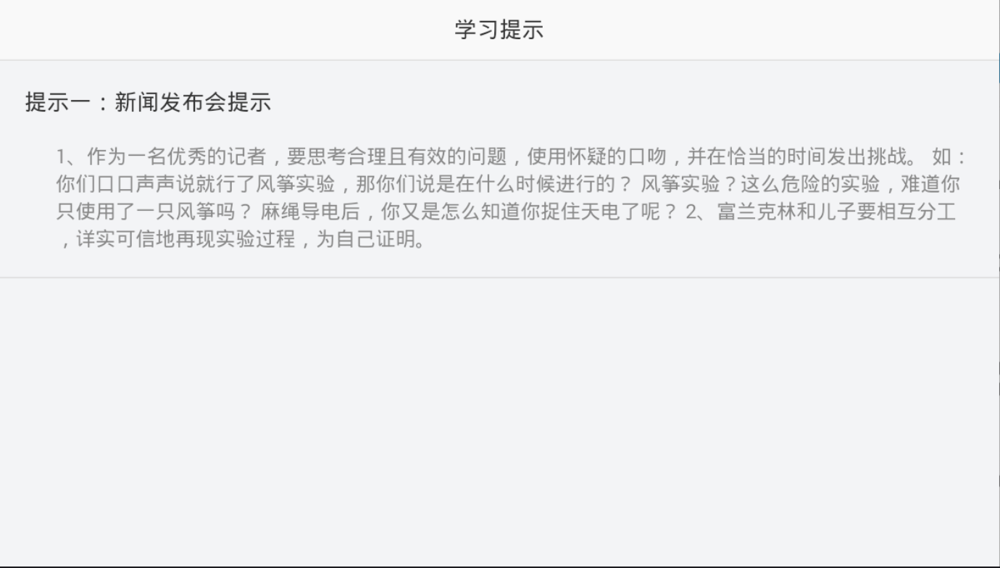 学习提示
提示一：新闻发布会提示
1、作为一名优秀的记者，要思考合理且有效的问题，使用怀疑的口吻，并在恰当的时间发出挑战。 如：
你们口口声声说就行了风筝实验，那你们说是在什么时候进行的？ 风筝实验？这么危险的实验，难道你
只使用了一只风筝吗？ 麻绳导电后，你又是怎么知道你捉住天电了呢？ 2、富兰克林和儿子要相互分工
，详实可信地再现实验过程，为自己证明。